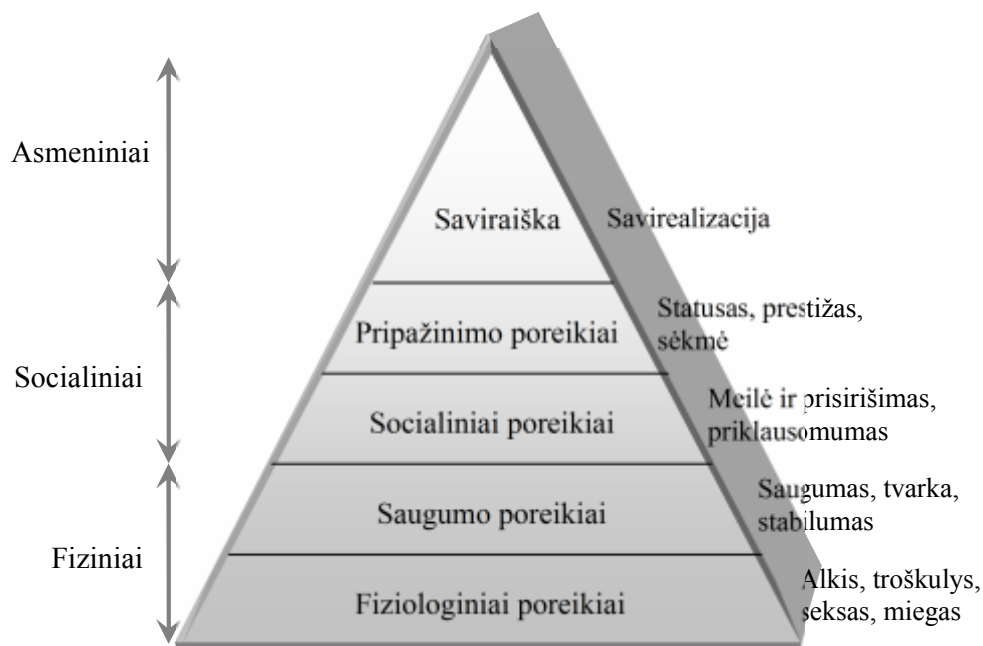 Asmeniniai
Saviraiška
Savirealizacija
Pripažinimo poreikiai
Statusas, prestižas,
sėkmė
Socialiniai
Socialiniai poreikiai
Meilė ir prisirišimas,
priklausomumas
Saugumo poreikiai
Saugumas, tvarka,
stabilumas
Fiziniai
Fiziologiniai poreikiai
Alkis, troškulys,
seksas, miegas